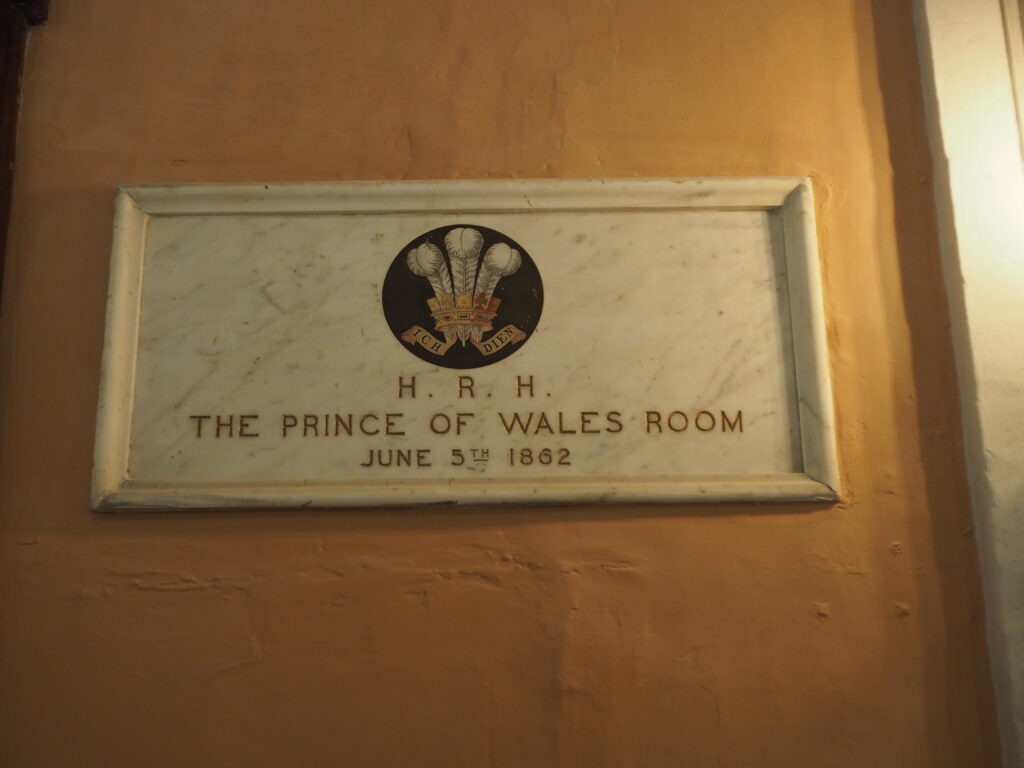 ICH DIEN
H. R. H.
THE PRINCE OF WALES ROOM
JUNE 5TH 1862